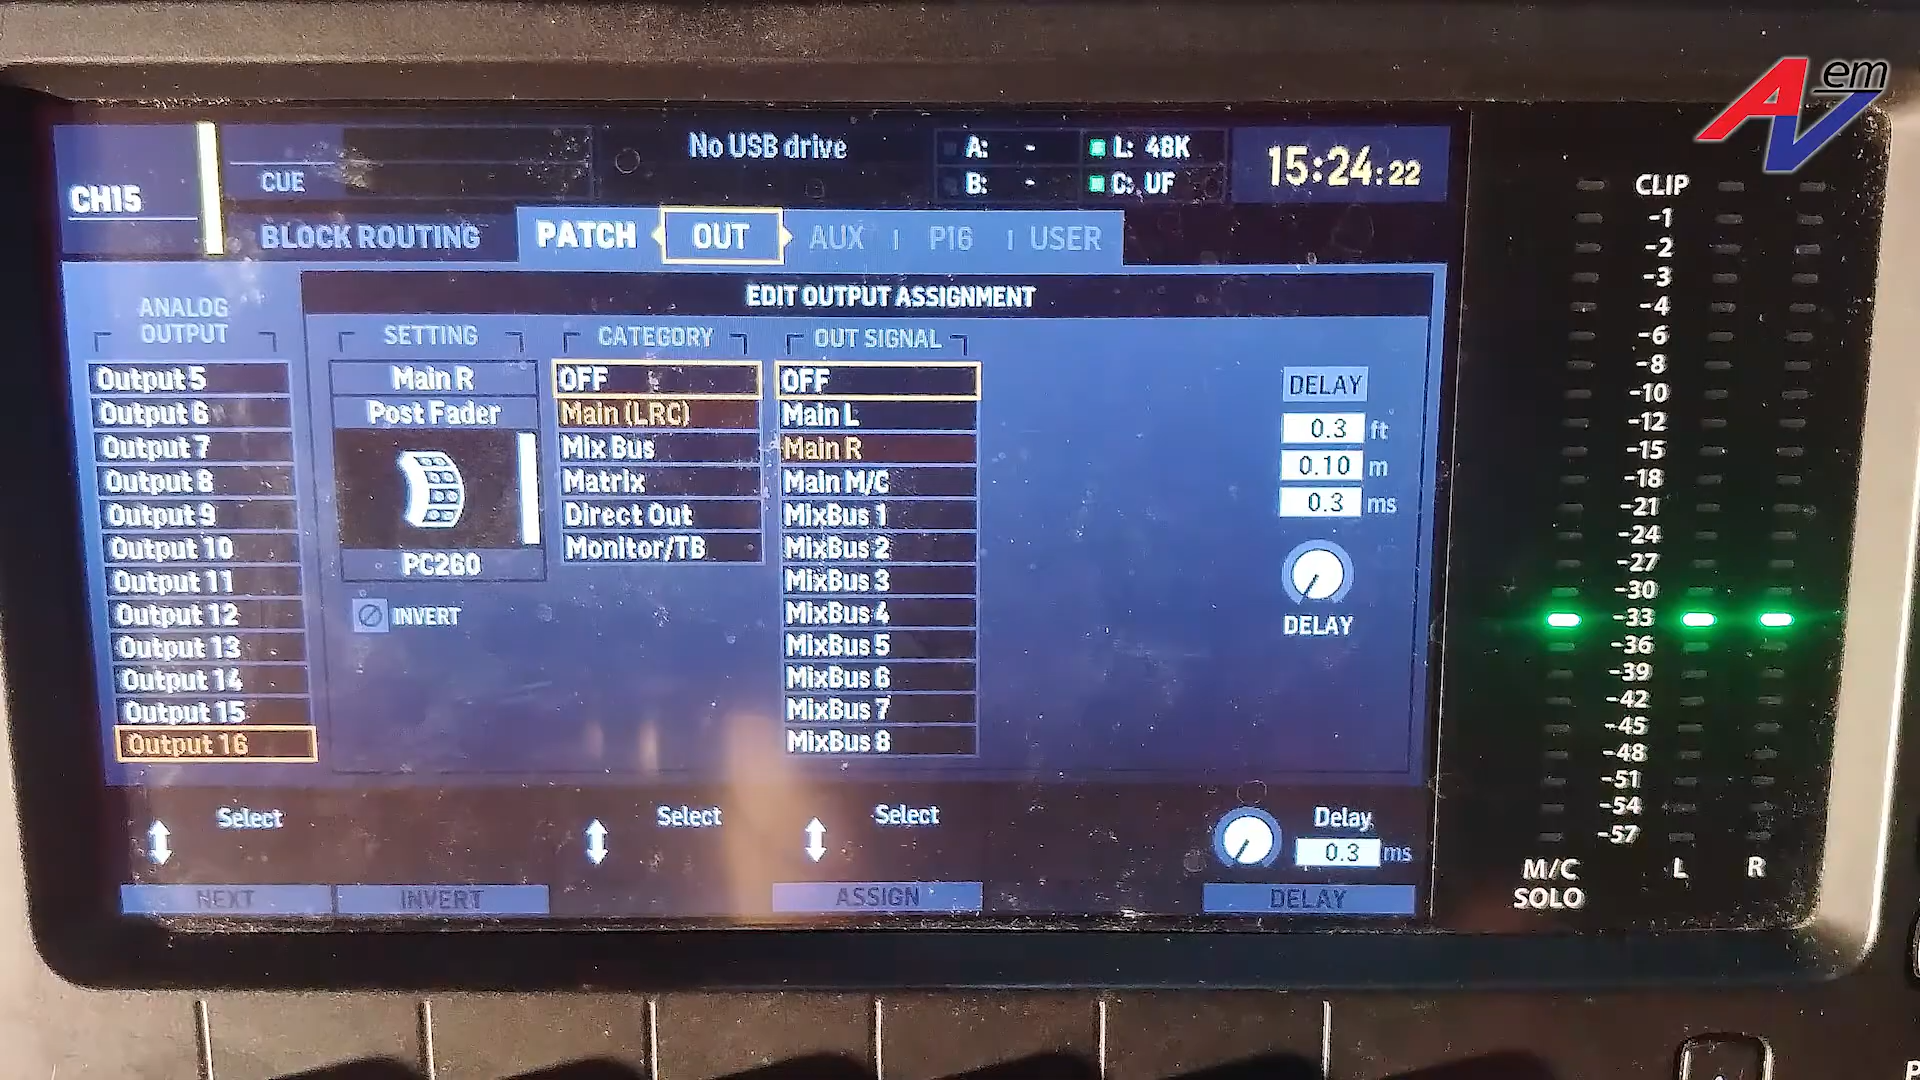 AV em
No USB drive
A: -
L: 48K
15:24:22
CH15
CUE
B: -
C: UF
BLOCK ROUTING
PATCH
OUT
AUX
P16
USER
EDIT OUTPUT ASSIGNMENT
ANALOG
OUTPUT
Output 5
Output 6
Output 7
Output 8
Output 9
Output 10
Output 11
Output 12
Output 13
Output 14
Output 15
Output 16
SETTING
Main R
Post Fader
PC260
INVERT
CATEGORY
OFF
Main (LRC)
Mix Bus
Matrix
Direct Out
Monitor/TB
OUT SIGNAL
OFF
Main L
Main R
Main M/C
MixBus 1
MixBus 2
MixBus 3
MixBus 4
MixBus 5
MixBus 6
MixBus 7
MixBus 8
DELAY
0.3 ft
0.10 m
0.3 ms
DELAY
Select
Select
Select
Delay
0.3 ms
NEXT
INVERT
ASSIGN
DELAY
CLIP
-1
-2
-3
-4
-6
-8
-10
-12
-15
-18
-21
-24
-27
-30
-33
-36
-39
-42
-45
-48
-51
-54
-57
M/C
SOLO
L
R